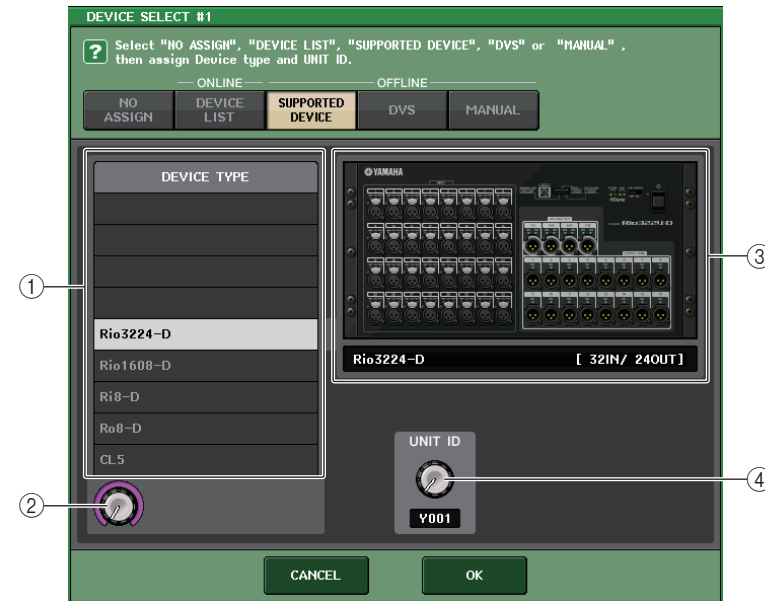 DEVICE SELECT #1
? Select "NO ASSIGN", "DEVICE LIST", "SUPPORTED DEVICE", "DVS" or "MANUAL" ,
then assign Device type and UNIT ID.
ONLINE OFFLINE
NO ASSIGN
DEVICE LIST
SUPPORTED DEVICE
DVS
MANUAL
DEVICE TYPE
YAMAHA
Rio3224-D
1
3
Rio3224-D
Rio3224-D [ 32IN/ 24OUT]
Rio1608-D
Ri8-D
Ro8-D
CL5
UNIT ID
2
4
Y001
CANCEL
OK